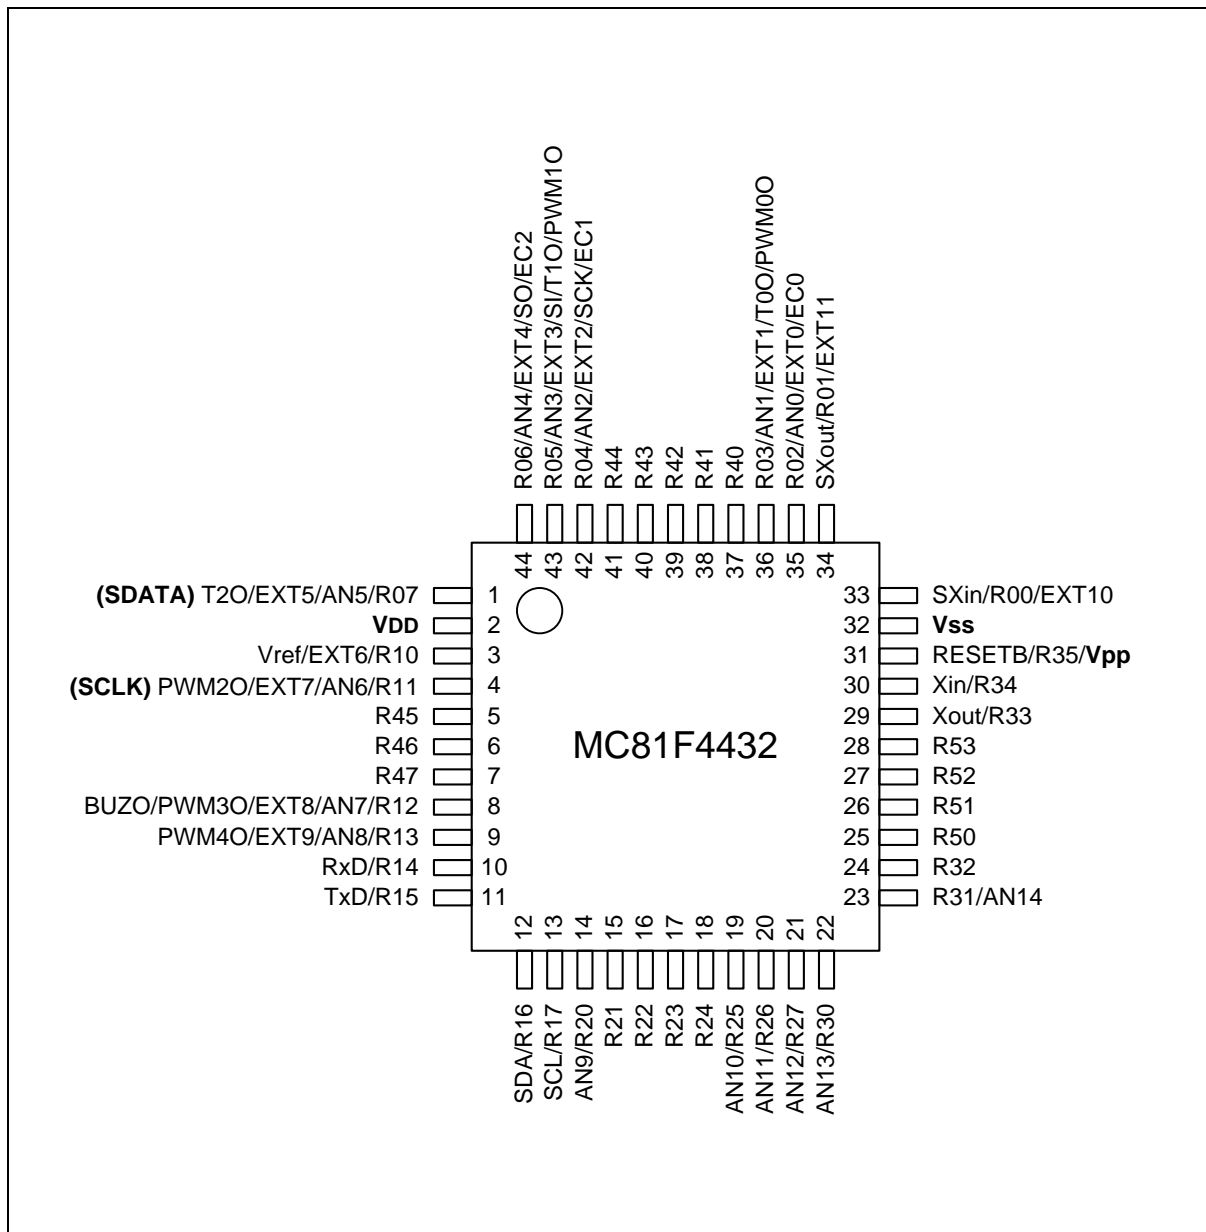 R06/AN4/EXT4/SO/EC2
R05/AN3/EXT3/SI/T1O/PWM1O
R04/AN2/EXT2/SCK/EC1
R44
R43
R42
R41
R40
R03/AN1/EXT1/T0O/PWM0O
R02/AN0/EXT0/EC0
SXout/R01/EXT11
44
43
42
41
40
39
38
37
36
35
34
(SDATA) T2O/EXT5/AN5/R07 1
VDD 2
Vref/EXT6/R10 3
(SCLK) PWM2O/EXT7/AN6/R11 4
R45 5
R46 6
R47 7
BUZO/PWM3O/EXT8/AN7/R12 8
PWM4O/EXT9/AN8/R13 9
RxD/R14 10
TxD/R15 11
MC81F4432
33 SXin/R00/EXT10
32 Vss
31 RESETB/R35/Vpp
30 Xin/R34
29 Xout/R33
28 R53
27 R52
26 R51
25 R50
24 R32
23 R31/AN14
12
13
14
15
16
17
18
19
20
21
22
SDA/R16
SCL/R17
AN9/R20
R21
R22
R23
R24
AN10/R25
AN11/R26
AN12/R27
AN13/R30